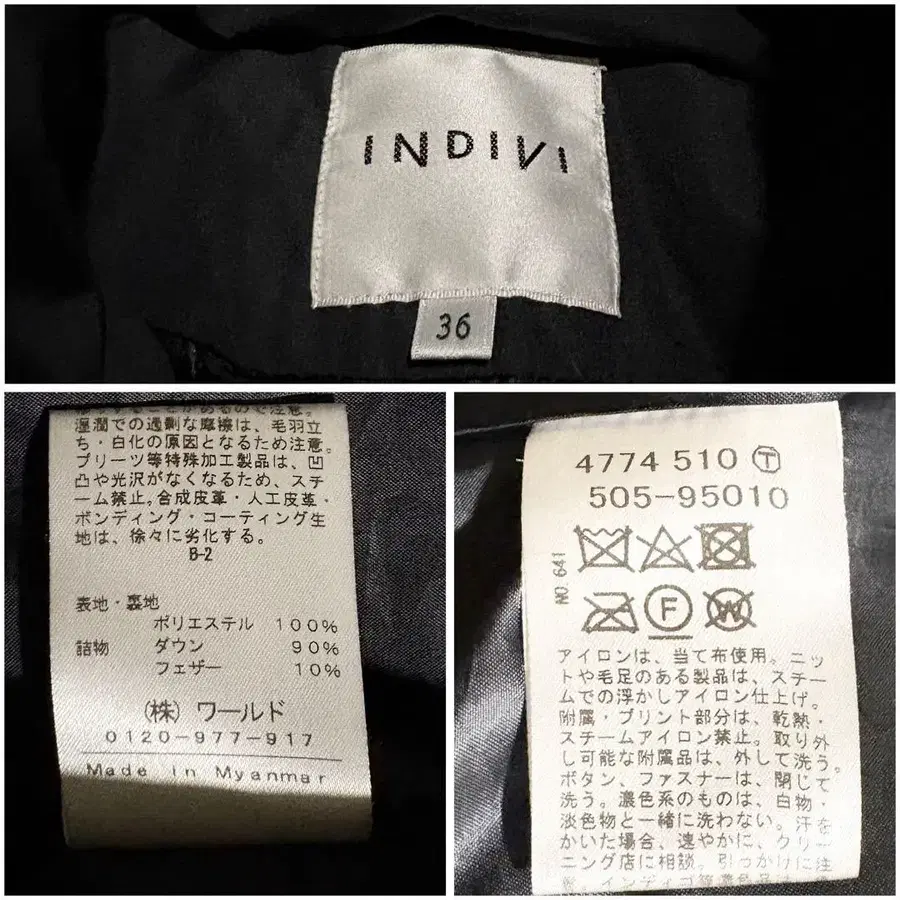 INDIVI
36
湿潤での過剰な摩擦は、毛羽立
ち・白化の原因となるため注意。
プリーツ等特殊加工製品は、凹
凸や光沢がなくなるため、スチ
ーム禁止。合成皮革・人工皮革・
ボンディング・コーティング生
地は、徐々に劣化する。
B-2
表地・裏地
ポリエステル 100%
詰物 ダウン 90%
フェザー 10%
(株) ワールド
0120-977-917
Made in Myanmar
4774 510 T
505-95010
NO.641
F
W
アイロンは、当て布使用。ニッ
トや毛足のある製品は、スチー
ムでの浮かしアイロン仕上げ。
附属・プリント部分は、乾熱・
スチームアイロン禁止。取り外
し可能な附属品は、外して洗う。
ボタン、ファスナーは、閉じて
洗う。濃色系のものは、白物・
淡色物と一緒に洗わない。汗を
かいた場合、速やかに、クリー
ニング店に相談。引っかけに注